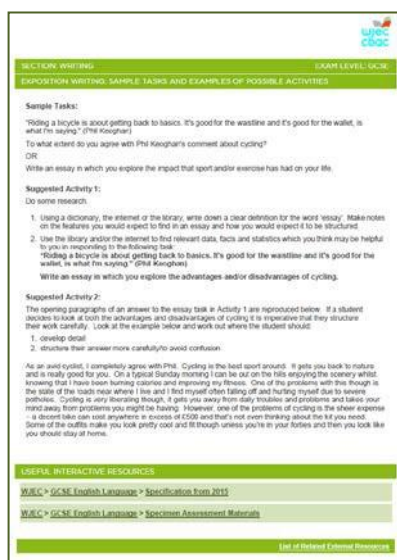 wjec
cbac
SECTION: WRITING EXAM LEVEL: GCSE
EXPOSITION WRITING: SAMPLE TASKS AND EXAMPLES OF POSSIBLE ACTIVITIES
Sample Tasks:
"Riding a bicycle is about getting back to basics. It's good for the waistline and it's good for the wallet, is
what I'm saying." (Phil Keoghan)
To what extent do you agree with Phil Keoghan's comment about cycling?
OR
Write an essay in which you explore the impact that sport and/or exercise has had on your life.
Suggested Activity 1:
Do some research.
1. Using a dictionary, the internet or the library, write down a clear definition for the word 'essay'. Make notes
on the features you would expect to find in an essay and how you would expect it to be structured.
2. Use the library and/or the internet to find relevant data, facts and statistics which you think may be helpful
to you in responding to the following task:
"Riding a bicycle is about getting back to basics. It's good for the waistline and it's good for the
wallet, is what I'm saying." (Phil Keoghan)
Write an essay in which you explore the advantages and/or disadvantages of cycling.
Suggested Activity 2:
The opening paragraphs of an answer to the essay task in Activity 1 are reproduced below. If a student
decides to look at both the advantages and disadvantages of cycling it is imperative that they structure
their work carefully. Look at the example below and work out where the student should:
1. develop detail
2. structure their answer more carefully/to avoid confusion
As an avid cyclist, I completely agree with Phil. Cycling is the best sport around. It gets you back to nature
and is really good for you. On a typical Sunday morning I can be out on the hills enjoying the scenery whilst
knowing that I have been burning calories and improving my fitness. One of the problems with this though is
the state of the roads near where I live and I find myself often falling off and hurting myself due to severe
potholes. Cycling is very liberating though, it gets you away from daily troubles and problems and takes your
mind away from problems you might be having. However, one of the problems of cycling is the sheer expense
– a decent bike can cost anywhere in excess of £500 and that's not even thinking about the kit you need.
Some of the outfits make you look pretty cool and fit though unless you're in your forties and then you look like
you should stay at home.
USEFUL INTERACTIVE RESOURCES
WJEC > GCSE English Language > Specification from 2015
WJEC > GCSE English Language > Specimen Assessment Materials
List of Related External Resources